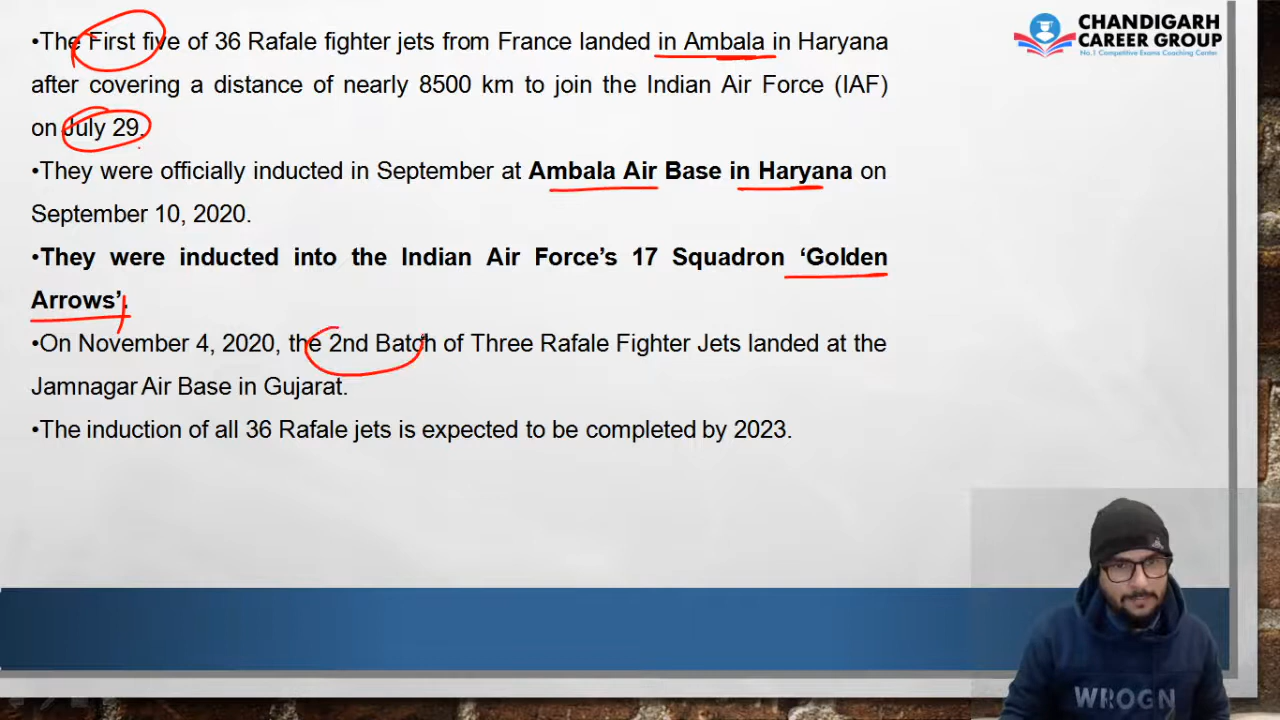 •The First five of 36 Rafale fighter jets from France landed in Ambala in Haryana
after covering a distance of nearly 8500 km to join the Indian Air Force (IAF)
on July 29.
•They were officially inducted in September at Ambala Air Base in Haryana on
September 10, 2020.
•They were inducted into the Indian Air Force’s 17 Squadron ‘Golden
Arrows’.
•On November 4, 2020, the 2nd Batch of Three Rafale Fighter Jets landed at the
Jamnagar Air Base in Gujarat.
•The induction of all 36 Rafale jets is expected to be completed by 2023.
CHANDIGARH
CAREER GROUP
No.1 Competitive Exams Coaching Center
WROGN